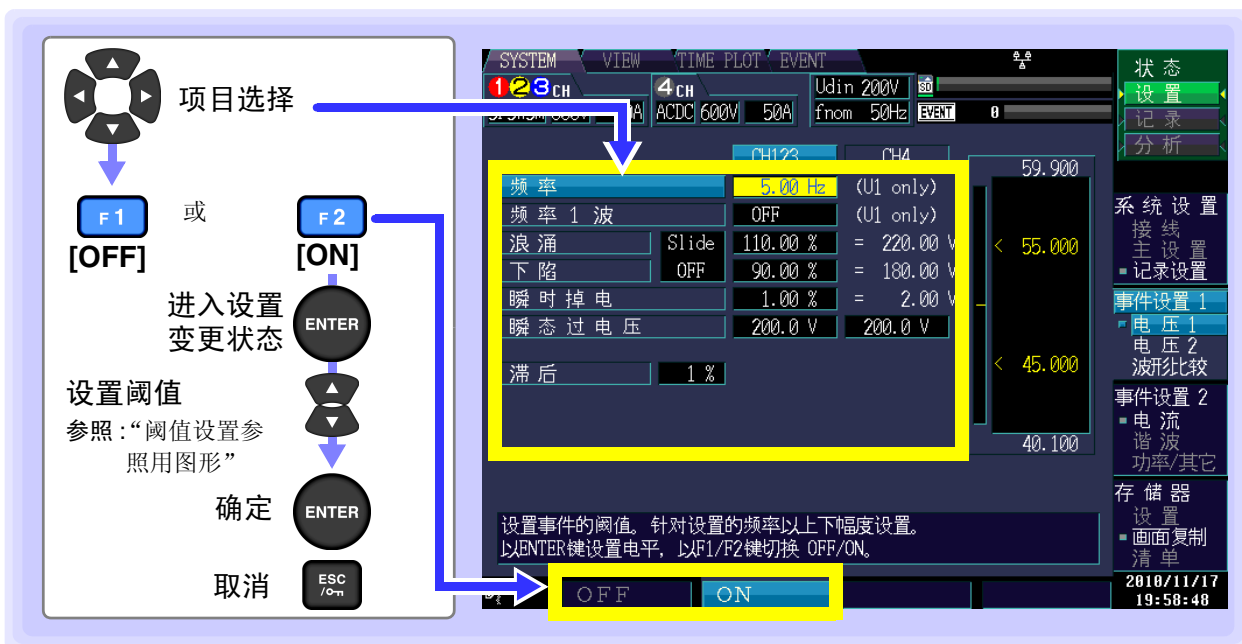 项目选择
F1
或
F2
[OFF]
[ON]
进入设置
变更状态
ENTER
设置阈值
参照:“阈值设置参
照用图形”
确定
ENTER
取消
ESC
SYSTEM VIEW TIME PLOT EVENT
123CH 4CH Udin 200V SD
ACDC 600V 50A fnom 50Hz EVENT 0
CH123 CH4
频率 5.00 Hz (U1 only)
频率1波 OFF (U1 only)
浪涌 Slide 110.00 % = 220.00 V
下陷 OFF 90.00 % = 180.00 V
瞬时掉电 1.00 % = 2.00 V
瞬态过电压 200.0 V 200.0 V
滞后 1 %
59.900
< 55.000
< 45.000
40.100
设置事件的阈值。针对设置的频率以上下幅度设置。
以ENTER键设置电平, 以F1/F2键切换 OFF/ON。
OFF ON
状态
设置
记录
分析
系统设置
接线
主设置
记录设置
事件设置 1
电压1
电压2
波形比较
事件设置 2
电流
谐波
功率/其它
存储器
设置
画面复制
清单
2010/11/17
19:58:48